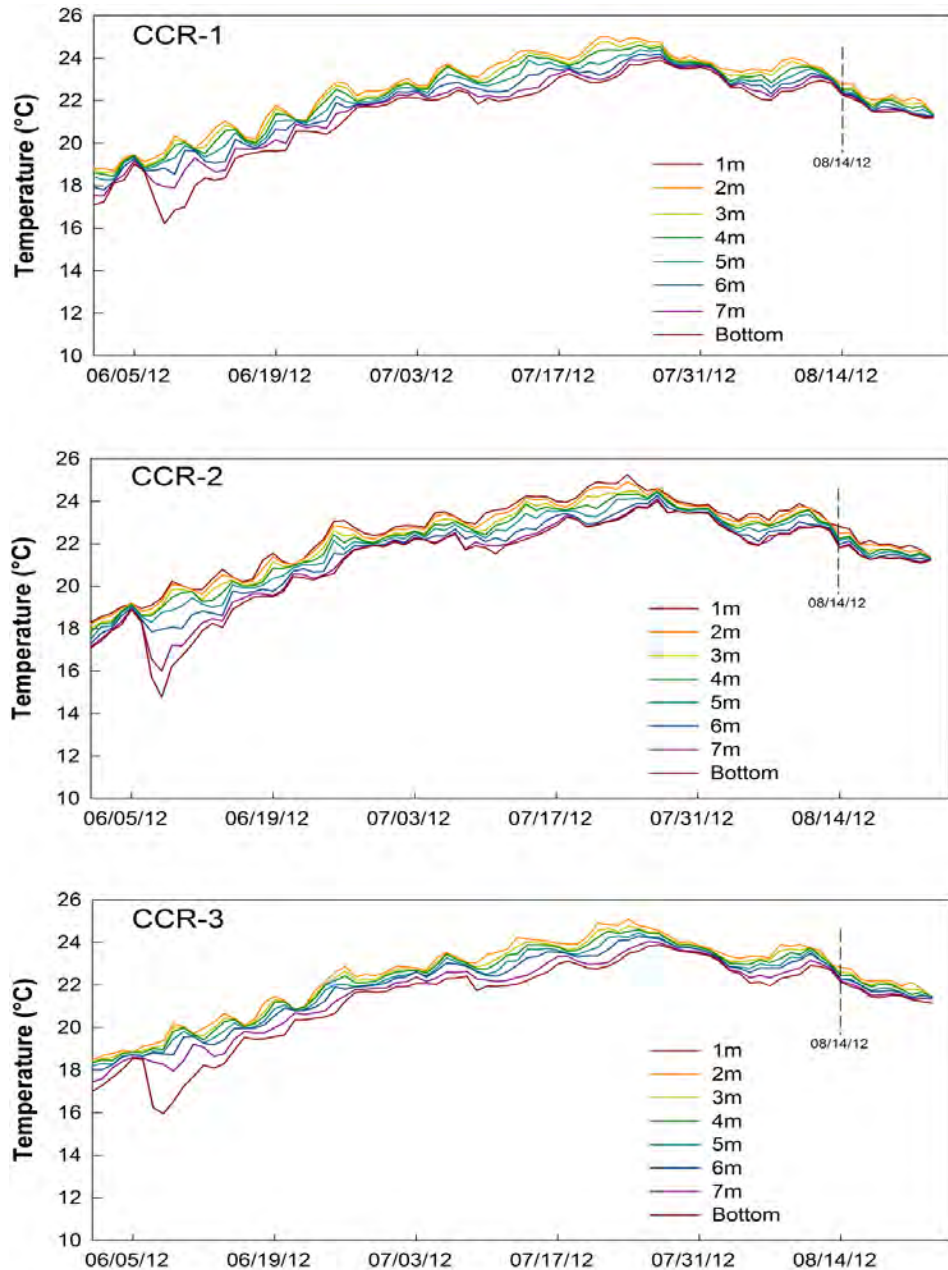 CCR-1
Temperature (°C)
26
24
22
20
18
16
14
12
10
1m
2m
3m
4m
5m
6m
7m
Bottom
08/14/12
06/05/12 06/19/12 07/03/12 07/17/12 07/31/12 08/14/12
CCR-2
Temperature (°C)
26
24
22
20
18
16
14
12
10
1m
2m
3m
4m
5m
6m
7m
Bottom
08/14/12
06/05/12 06/19/12 07/03/12 07/17/12 07/31/12 08/14/12
CCR-3
Temperature (°C)
26
24
22
20
18
16
14
12
10
1m
2m
3m
4m
5m
6m
7m
Bottom
08/14/12
06/05/12 06/19/12 07/03/12 07/17/12 07/31/12 08/14/12